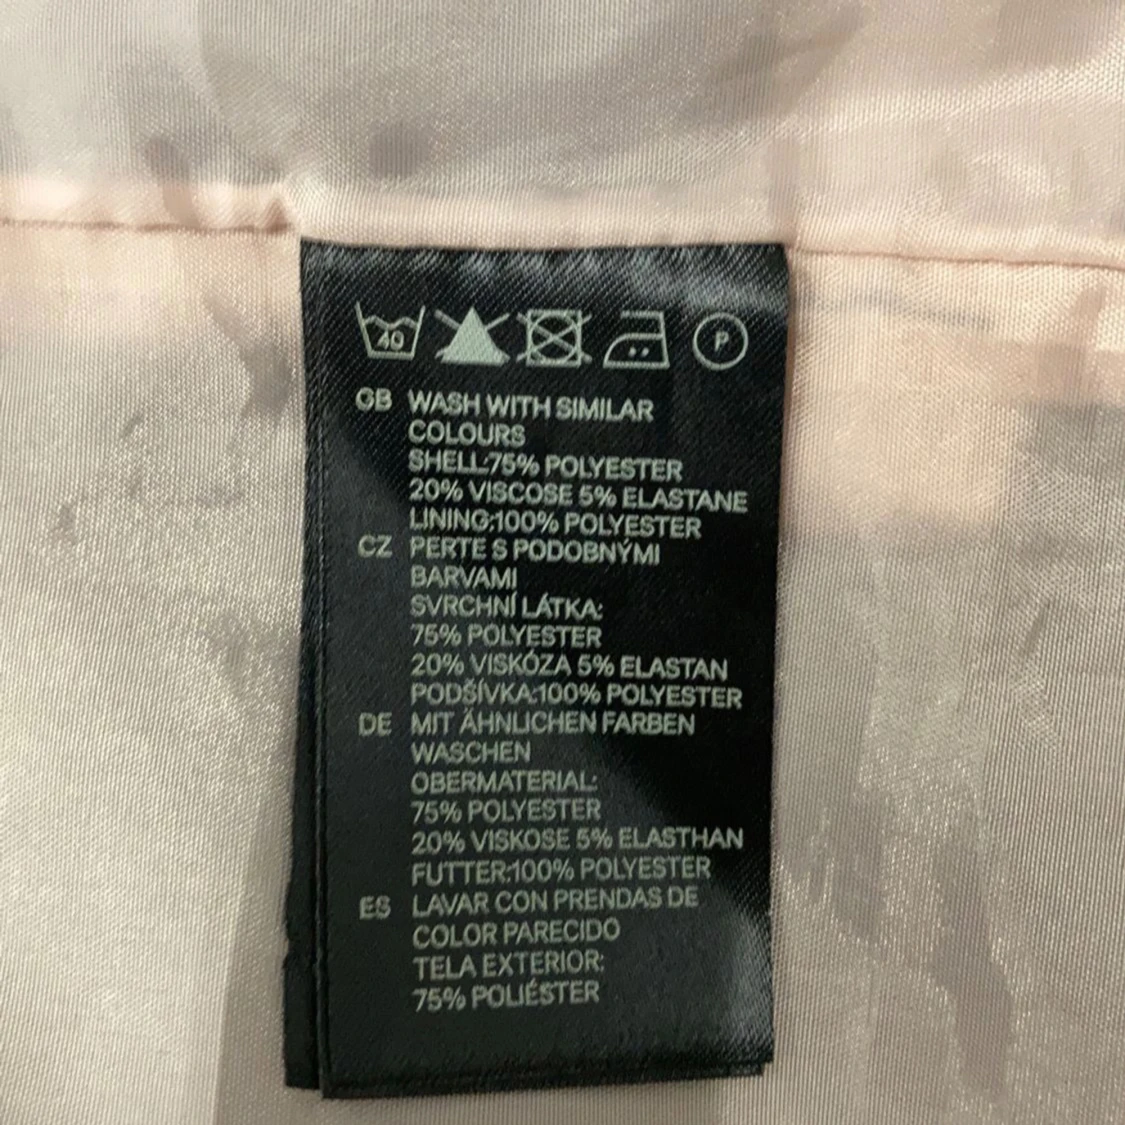 40 P
GB WASH WITH SIMILAR
COLOURS
SHELL:75% POLYESTER
20% VISCOSE 5% ELASTANE
LINING:100% POLYESTER
CZ PERTE S PODOBNÝMI
BARVAMI
SVRCHNÍ LÁTKA:
75% POLYESTER
20% VISKÓZA 5% ELASTAN
PODŠÍVKA:100% POLYESTER
DE MIT ÄHNLICHEN FARBEN
WASCHEN
OBERMATERIAL:
75% POLYESTER
20% VISKOSE 5% ELASTHAN
FUTTER:100% POLYESTER
ES LAVAR CON PRENDAS DE
COLOR PARECIDO
TELA EXTERIOR:
75% POLIÉSTER